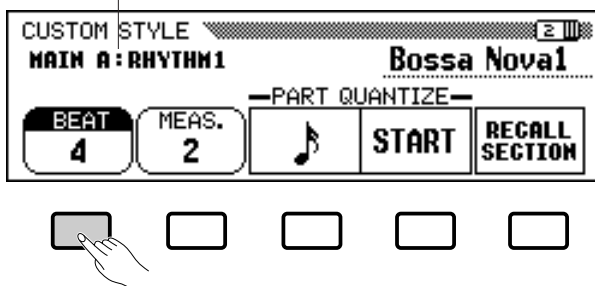 CUSTOM STYLE 2
MAIN A:RHYTHM1 Bossa Nova1
PART QUANTIZE
BEAT MEAS.
4 2 START RECALL SECTION